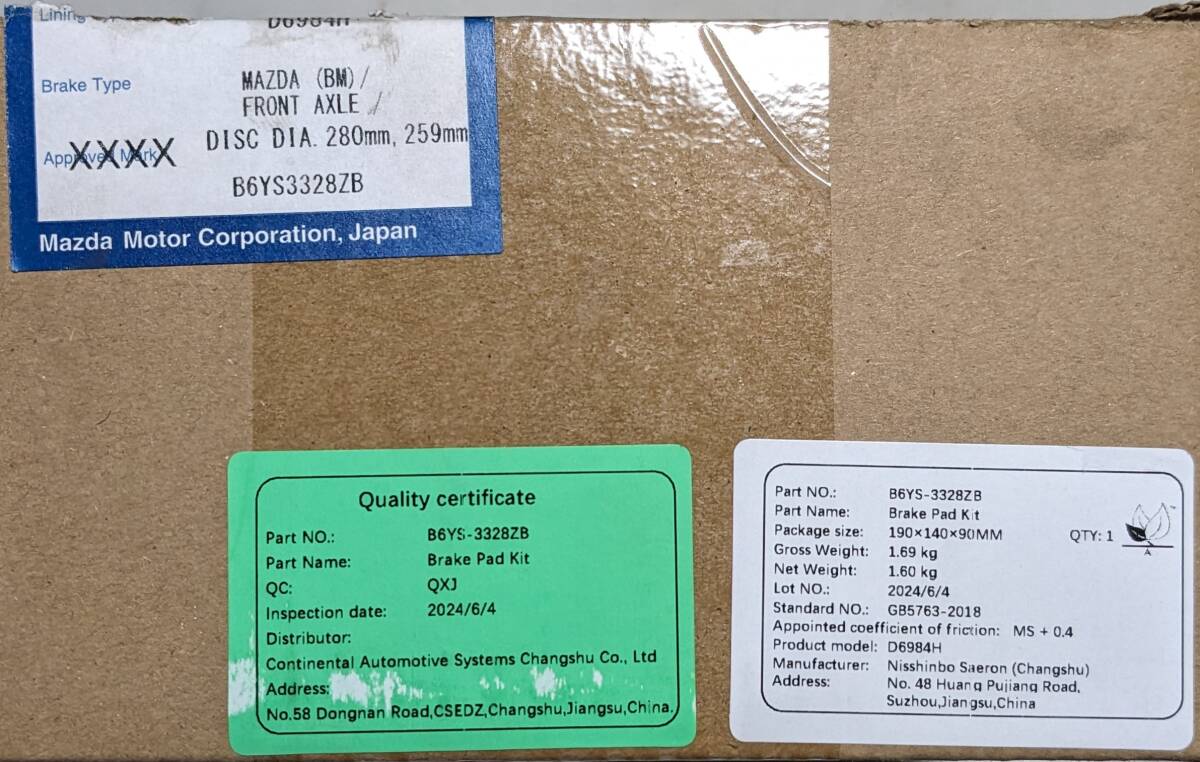 Lining
D6984H
Brake Type
MAZDA (BM)/
FRONT AXLE /
DISC DIA. 280mm, 259mm
Approved Mark
XXXX
B6YS3328ZB
Mazda Motor Corporation, Japan
Quality certificate
Part NO.: B6YS-3328ZB
Part Name: Brake Pad Kit
QC: QXJ
Inspection date: 2024/6/4
Distributor:
Continental Automotive Systems Changshu Co., Ltd
Address:
No.58 Dongnan Road,CSEDZ,Changshu,Jiangsu,China.
Part NO.: B6YS-3328ZB
Part Name: Brake Pad Kit
Package size: 190×140×90MM
QTY: 1
Gross Weight: 1.69 kg
Net Weight: 1.60 kg
Lot NO.: 2024/6/4
Standard NO.: GB5763-2018
Appointed coefficient of friction: MS + 0.4
Product model: D6984H
Manufacturer: Nisshinbo Saeron (Changshu)
Address: No. 48 Huang Pujiang Road,
Suzhou,Jiangsu,China
A